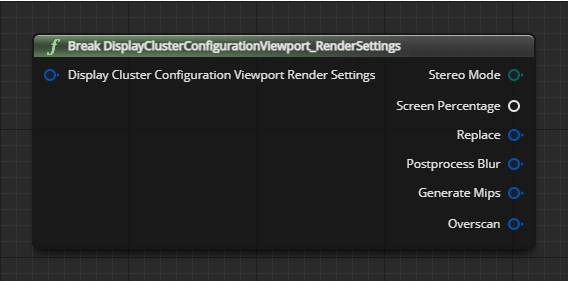 f Break DisplayClusterConfigurationViewport_RenderSettings
Display Cluster Configuration Viewport Render Settings
Stereo Mode
Screen Percentage
Replace
Postprocess Blur
Generate Mips
Overscan